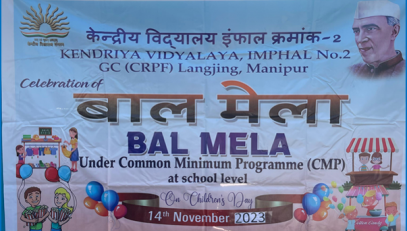 केन्द्रीय विद्यालय इंफाल क्रमांक-2
KENDRIYA VIDYALAYA, IMPHAL No.2
GC (CRPF) Langjing, Manipur
Celebration of
बाल मेला
BAL MELA
Under Common Minimum Programme (CMP)
at school level
On Children's Day
14th November 2023